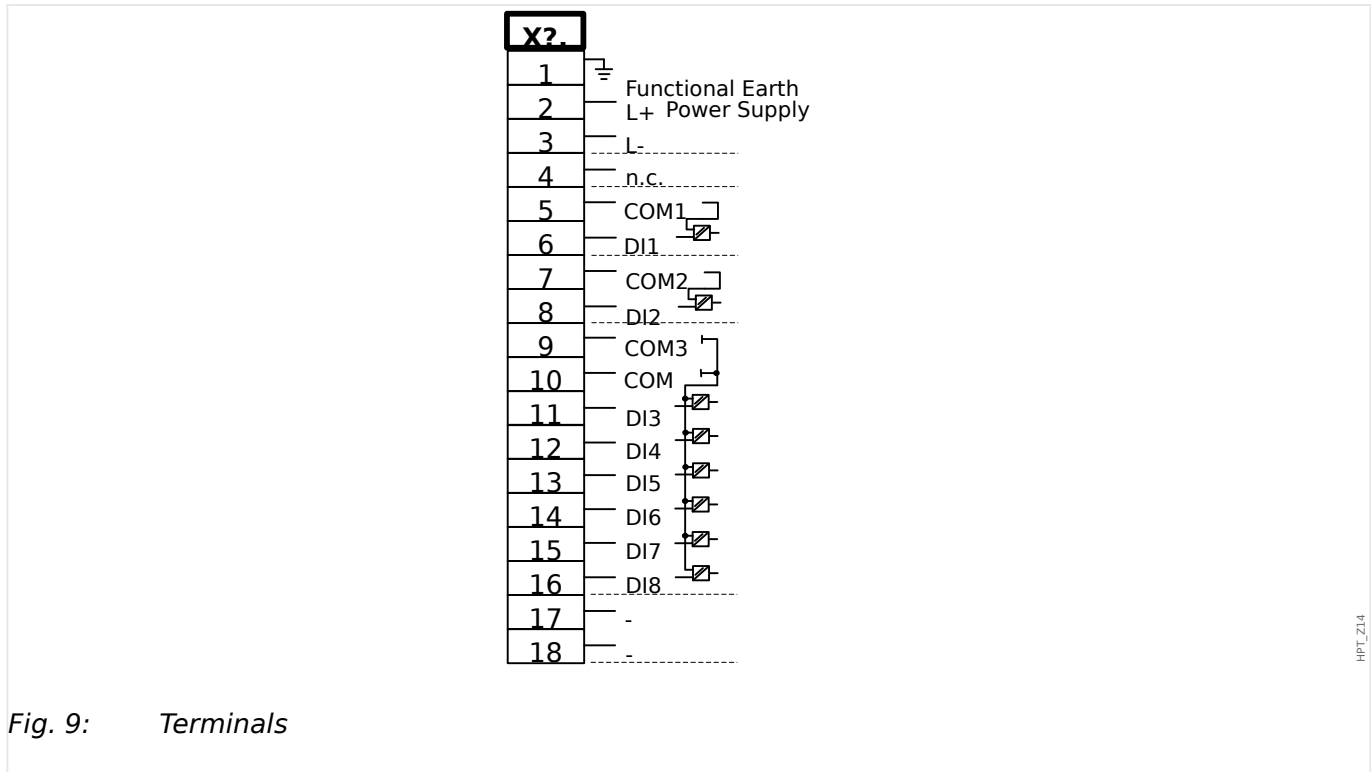 X?.
1
Functional Earth
2 L+ Power Supply
3 L-
4 n.c.
5 COM1
6 DI1
7 COM2
8 DI2
9 COM3
10 COM
11 DI3
12 DI4
13 DI5
14 DI6
15 DI7
16 DI8
17 -
18 -
HPT_Z14
Fig. 9: Terminals